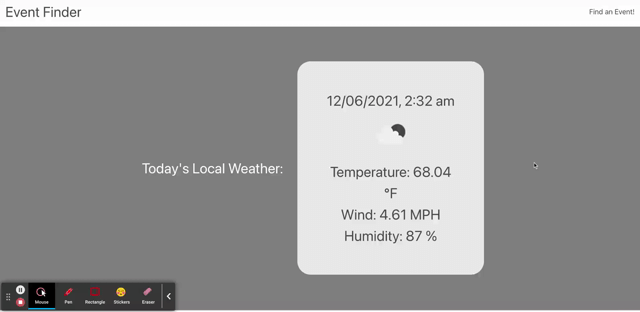 Event Finder
Find an Event!
12/06/2021, 2:32 am
Today's Local Weather:
Temperature: 68.04
°F
Wind: 4.61 MPH
Humidity: 87 %
Mouse
Pen
Rectangle
Stickers
Eraser